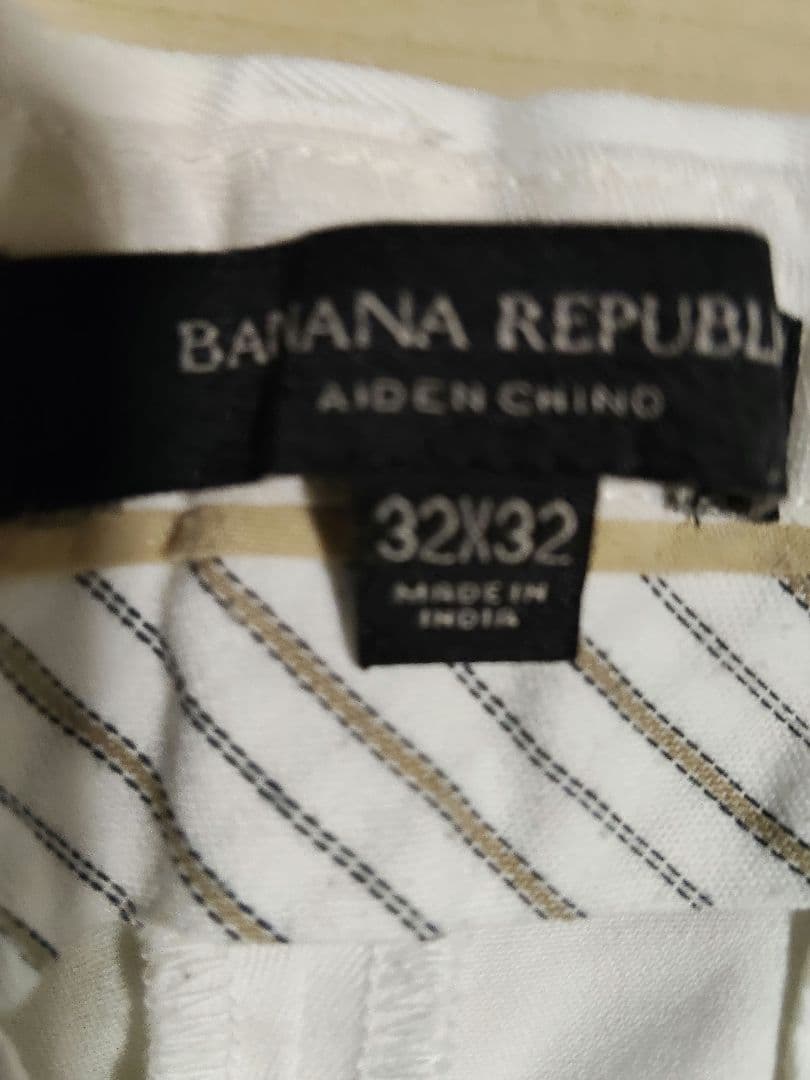 BANANA REPUBLI
AIDEN CHINO
32X32
MADE IN
INDIA